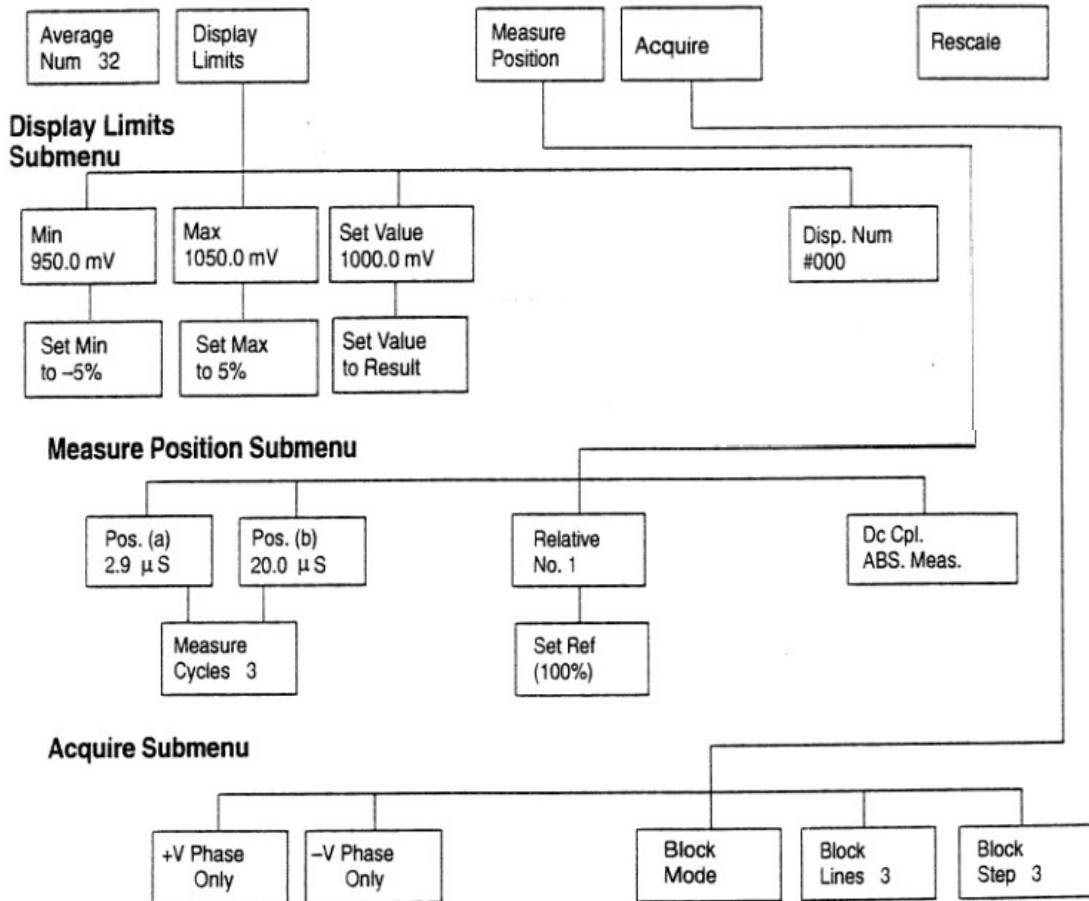 Average
Num 32
Display
Limits
Measure
Position
Acquire
Rescale
Display Limits
Submenu
Min
950.0 mV
Max
1050.0 mV
Set Value
1000.0 mV
Disp. Num
#000
Set Min
to –5%
Set Max
to 5%
Set Value
to Result
Measure Position Submenu
Pos. (a)
2.9 µS
Pos. (b)
20.0 µS
Relative
No. 1
Dc Cpl.
ABS. Meas.
Measure
Cycles 3
Set Ref
(100%)
Acquire Submenu
+V Phase
Only
–V Phase
Only
Block
Mode
Block
Lines 3
Block
Step 3